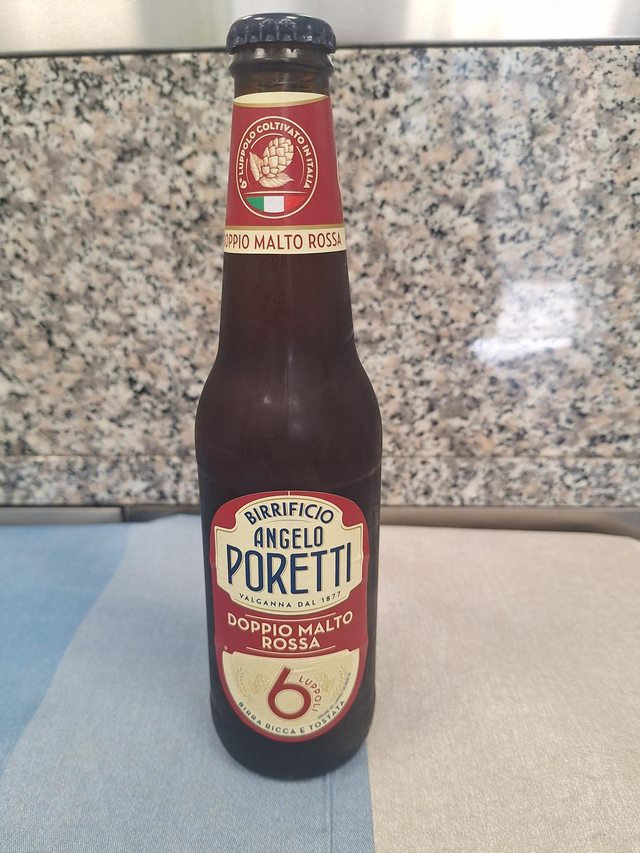 6° LUPPOLO COLTIVATO IN ITALIA
OPPIO MALTO ROSSA
BIRRIFICIO
ANGELO
PORETTI
VALGANNA DAL 1877
DOPPIO MALTO
ROSSA
6 LUPPOLI
BIRRA RICCA E TOSTATA